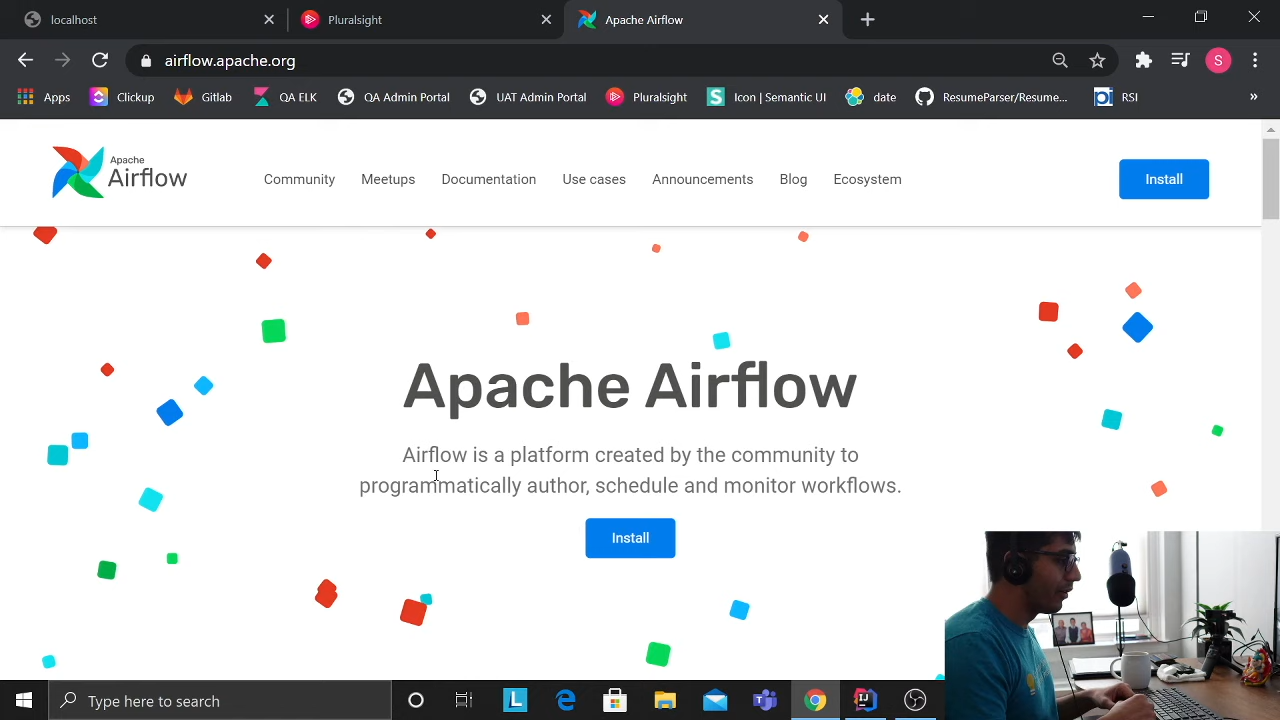 localhost
Pluralsight
Apache Airflow
airflow.apache.org
S
Apps
Clickup
Gitlab
QA ELK
QA Admin Portal
UAT Admin Portal
Pluralsight
Icon | Semantic UI
date
ResumeParser/Resume...
RSI
Apache
Airflow
Community
Meetups
Documentation
Use cases
Announcements
Blog
Ecosystem
Install
Apache Airflow
Airflow is a platform created by the community to
programmatically author, schedule and monitor workflows.
Install
Type here to search